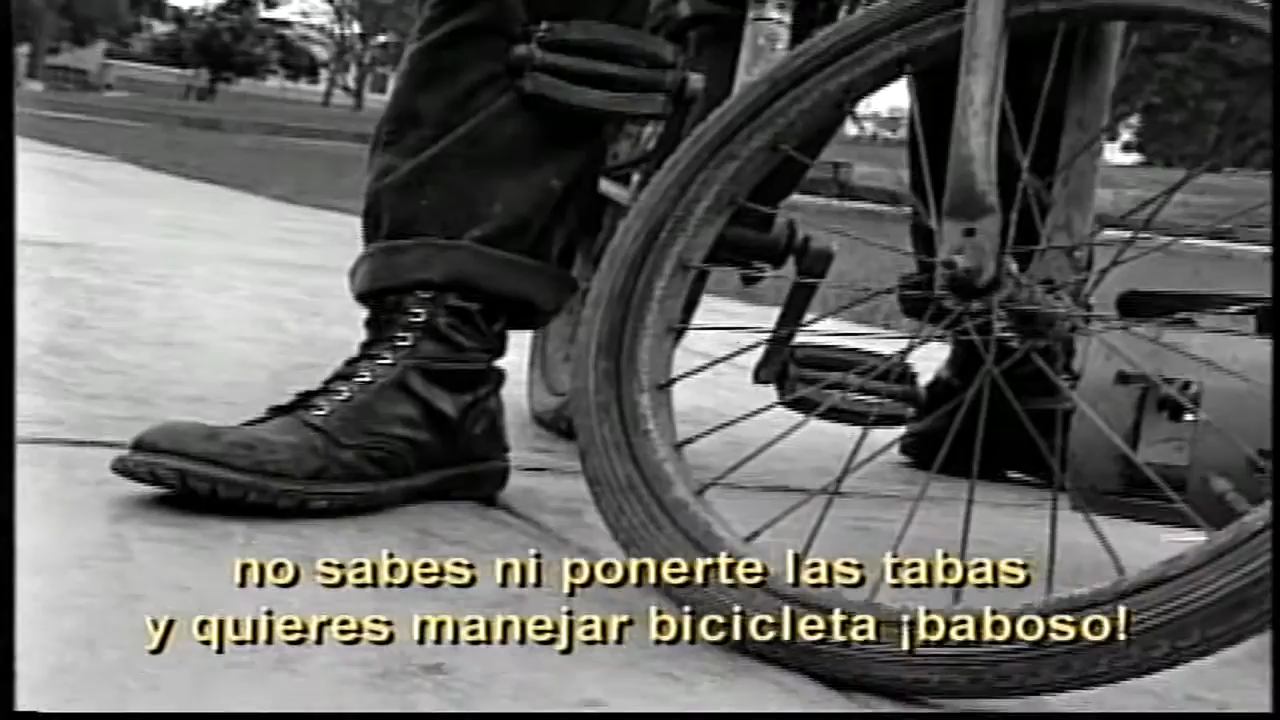 no sabes ni ponerte las tabas
y quieres manejar bicicleta ¡baboso!